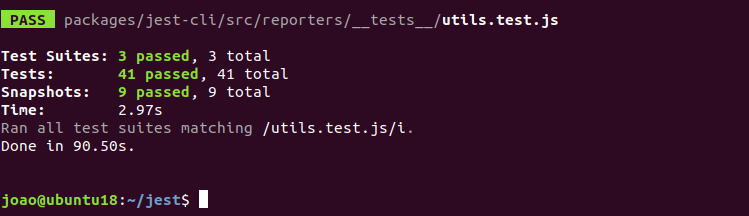 PASS packages/jest-cli/src/reporters/__tests__/utils.test.js
Test Suites: 3 passed, 3 total
Tests:       41 passed, 41 total
Snapshots:   9 passed, 9 total
Time:        2.97s
Ran all test suites matching /utils.test.js/i.
Done in 90.50s.
joao@ubuntu18:~/jest$